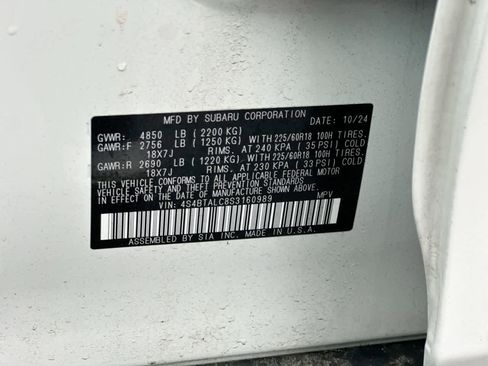 MFD BY SUBARU CORPORATION DATE: 10/24
GVWR: 4850 LB (2200 KG)
GAWR:F 2756 LB (1250 KG) WITH 225/60R18 100H TIRES.
18X7J RIMS. AT 240 KPA (35 PSI) COLD
GAWR:R 2690 LB (1220 KG) WITH 225/60R18 100H TIRES.
18X7J RIMS. AT 230 KPA (33 PSI) COLD
THIS VEHICLE CONFORMS TO ALL APPLICABLE FEDERAL MOTOR
VEHICLE SAFETY AND THEFT PREVENTION STANDARDS
IN EFFECT ON THE DATE OF MANUFACTURE SHOWN ABOVE.
VIN: 4S4BTALC8S3160989 MPV
ASSEMBLED BY SIA INC. MADE IN U.S.A.